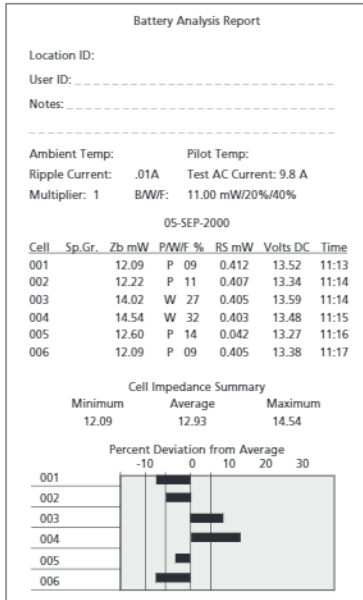 Battery Analysis Report
Location ID:
User ID:
Notes:
Ambient Temp: Pilot Temp:
Ripple Current: .01A Test AC Current: 9.8 A
Multiplier: 1 B/W/F: 11.00 mW/20%/40%
05-SEP-2000
Cell Sp.Gr. Zb mW P/W/F % RS mW Volts DC Time
001 12.09 P 09 0.412 13.52 11:13
002 12.22 P 11 0.407 13.34 11:14
003 14.02 W 27 0.405 13.59 11:14
004 14.54 W 32 0.403 13.48 11:15
005 12.60 P 14 0.042 13.27 11:16
006 12.09 P 09 0.405 13.38 11:17
Cell Impedance Summary
Minimum Average Maximum
12.09 12.93 14.54
Percent Deviation from Average
-10 0 10 20 30
001
002
003
004
005
006